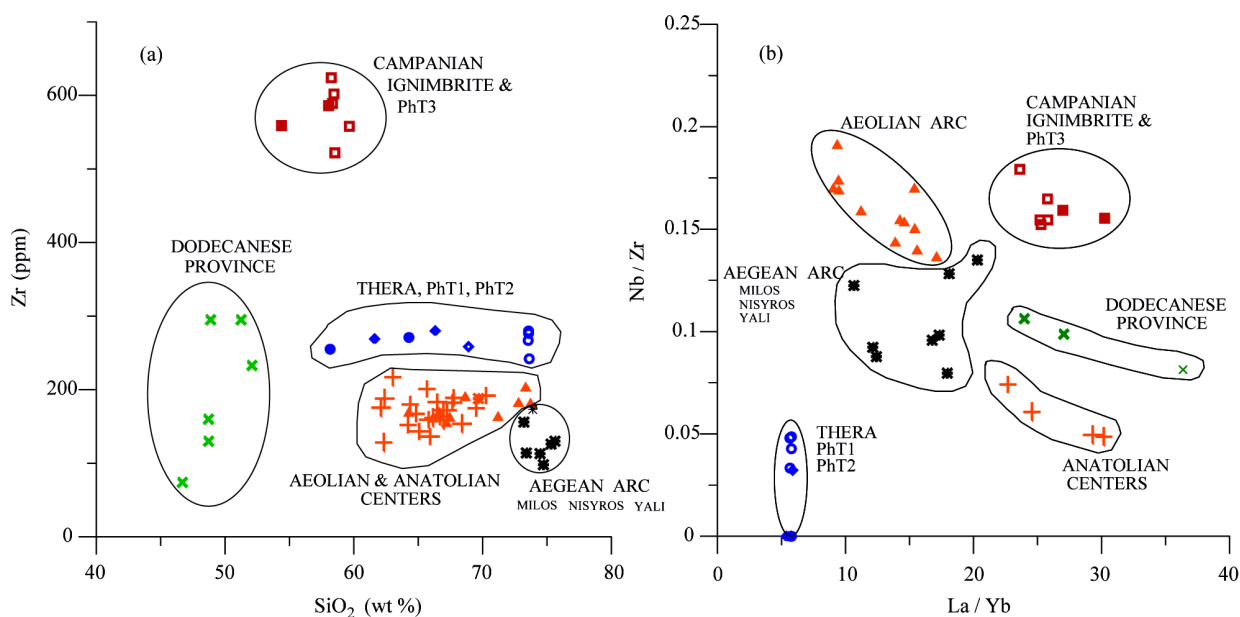 (a)
CAMPANIAN
IGNIMBRITE &
PhT3
600
400
200
0
Zr (ppm)
DODECANESE
PROVINCE
THERA, PhT1, PhT2
AEOLIAN & ANATOLIAN
CENTERS
AEGEAN ARC
MILOS NISYROS YALI
40
50
60
70
80
SiO₂ (wt %)
(b)
0.25
0.2
0.15
0.1
0.05
0
Nb / Zr
AEOLIAN ARC
CAMPANIAN
IGNIMBRITE &
PhT3
AEGEAN ARC
MILOS
NISYROS
YALI
DODECANESE
PROVINCE
THERA
PhT1
PhT2
ANATOLIAN
CENTERS
0
10
20
30
40
La / Yb